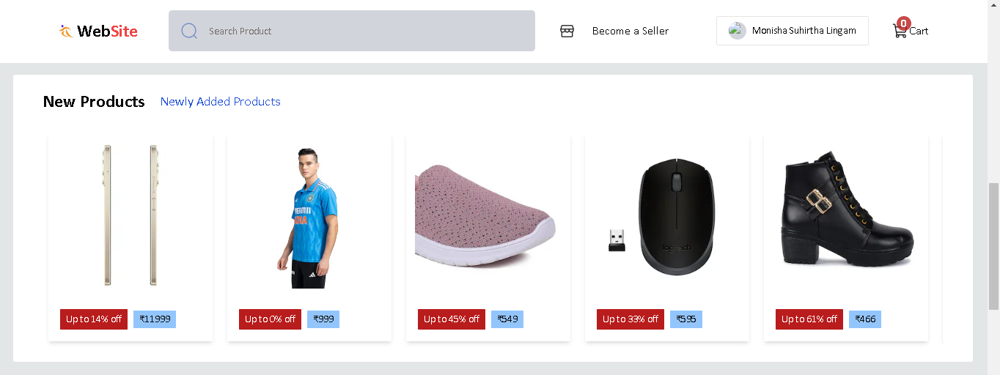 WebSite
Search Product
Become a Seller
Monisha Suhirtha Lingam
0
Cart
New Products
Newly Added Products
INDIA
logitech
Up to 14% off ₹11999
Up to 0% off ₹999
Up to 45% off ₹549
Up to 33% off ₹595
Up to 61% off ₹466